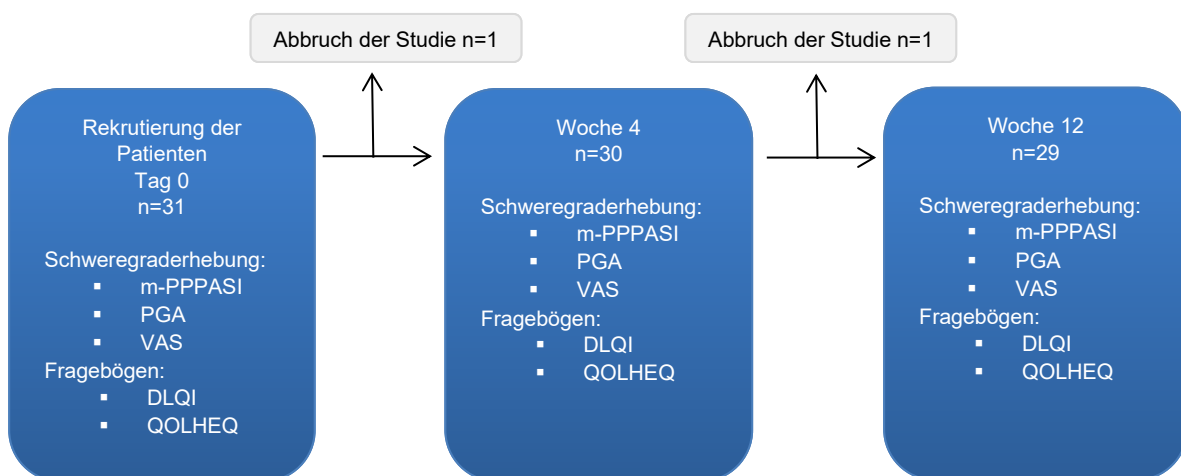 Abbruch der Studie n=1
Abbruch der Studie n=1
Rekrutierung der
Patienten
Tag 0
n=31
Schweregraderhebung:
▪ m-PPPASI
▪ PGA
▪ VAS
Fragebögen:
▪ DLQI
▪ QOLHEQ
Woche 4
n=30
Schweregraderhebung:
▪ m-PPPASI
▪ PGA
▪ VAS
Fragebögen:
▪ DLQI
▪ QOLHEQ
Woche 12
n=29
Schweregraderhebung:
▪ m-PPPASI
▪ PGA
▪ VAS
Fragebögen:
▪ DLQI
▪ QOLHEQ